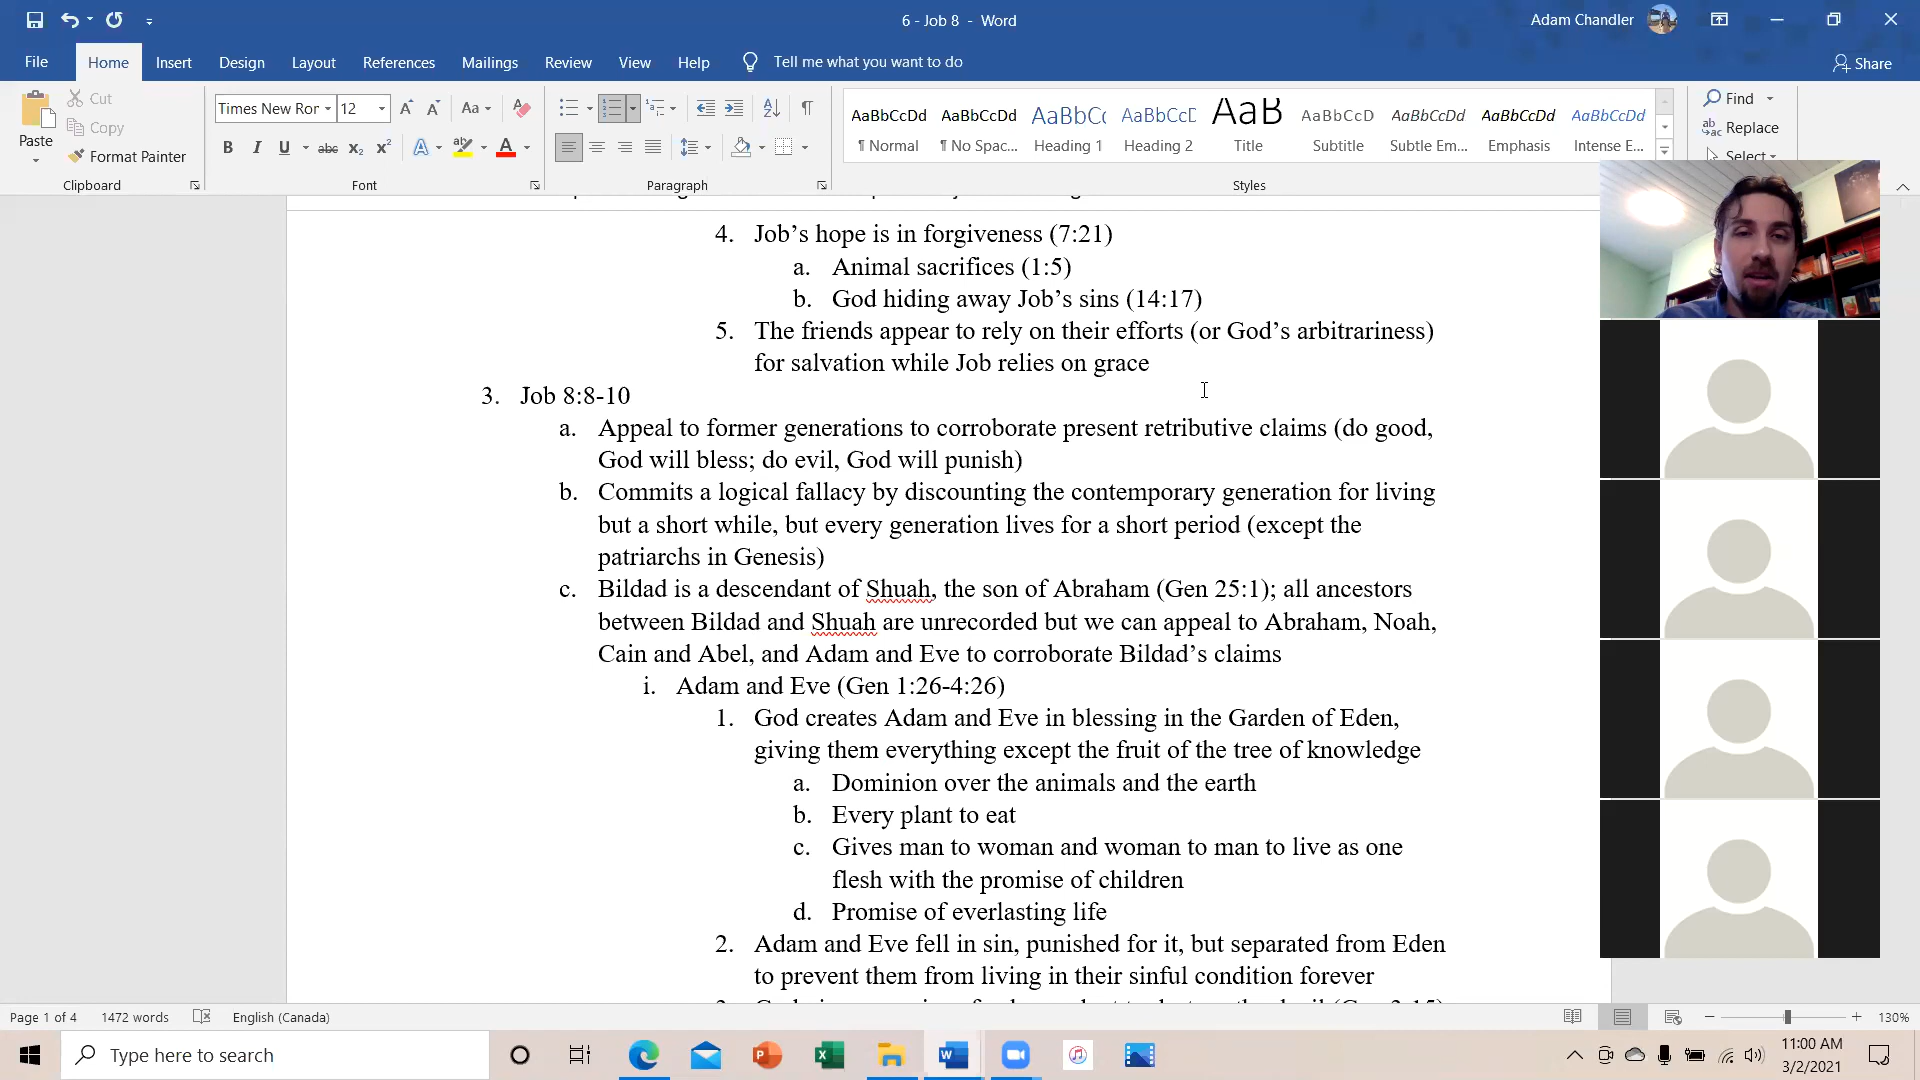 6 - Job 8 - Word
Adam Chandler
File Home Insert Design Layout References Mailings Review View Help Tell me what you want to do
Share
Paste
Cut
Copy
Format Painter
Clipboard
Times New Ror 12
Aa
B I U abc x₂ x² A A
Font
Paragraph
AaBbCcDd AaBbCcDd AaBbCc AaBbCcE AaB AaBbCcD AaBbCcDd AaBbCcDd AaBbCcDd
¶ Normal ¶ No Spac... Heading 1 Heading 2 Title Subtitle Subtle Em... Emphasis Intense E...
Styles
Find
Replace
Select
4. Job’s hope is in forgiveness (7:21)
a. Animal sacrifices (1:5)
b. God hiding away Job’s sins (14:17)
5. The friends appear to rely on their efforts (or God’s arbitrariness)
for salvation while Job relies on grace
3. Job 8:8-10
a. Appeal to former generations to corroborate present retributive claims (do good,
God will bless; do evil, God will punish)
b. Commits a logical fallacy by discounting the contemporary generation for living
but a short while, but every generation lives for a short period (except the
patriarchs in Genesis)
c. Bildad is a descendant of Shuah, the son of Abraham (Gen 25:1); all ancestors
between Bildad and Shuah are unrecorded but we can appeal to Abraham, Noah,
Cain and Abel, and Adam and Eve to corroborate Bildad’s claims
i. Adam and Eve (Gen 1:26-4:26)
1. God creates Adam and Eve in blessing in the Garden of Eden,
giving them everything except the fruit of the tree of knowledge
a. Dominion over the animals and the earth
b. Every plant to eat
c. Gives man to woman and woman to man to live as one
flesh with the promise of children
d. Promise of everlasting life
2. Adam and Eve fell in sin, punished for it, but separated from Eden
to prevent them from living in their sinful condition forever
Page 1 of 4 1472 words English (Canada) 130%
Type here to search
11:00 AM
3/2/2021